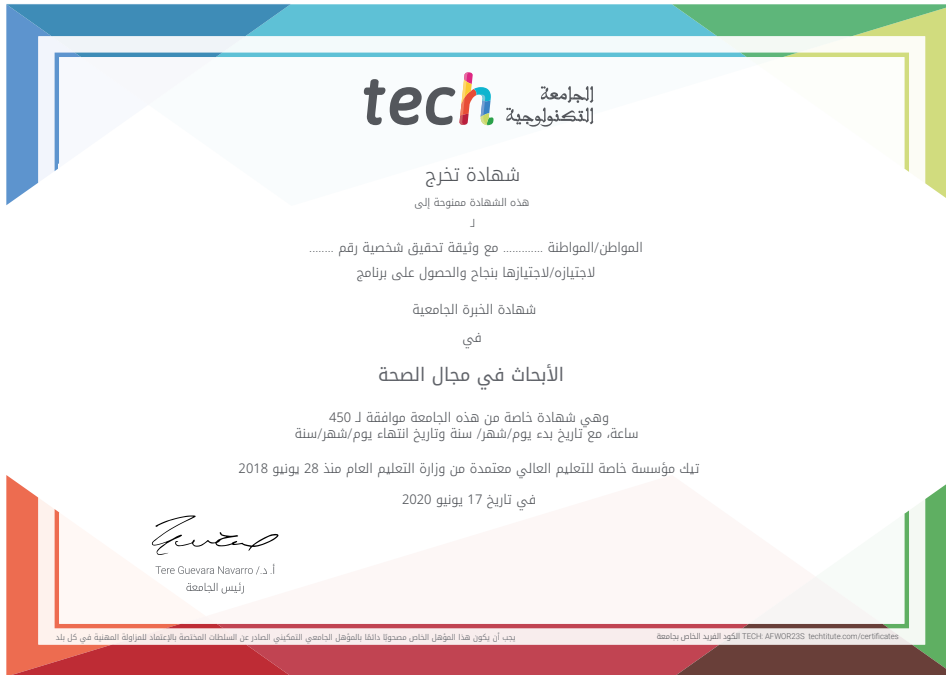 tech
الجامعة
التكنولوجية
شهادة تخرج
هذه الشهادة ممنوحة إلى
لـ
المواطن/المواطنة ............. مع وثيقة تحقيق شخصية رقم ........
لاجتيازه/لاجتيازها بنجاح والحصول على برنامج
شهادة الخبرة الجامعية
في
الأبحاث في مجال الصحة
وهي شهادة خاصة من هذه الجامعة موافقة لـ 450
ساعة، مع تاريخ بدء يوم/شهر/ سنة وتاريخ انتهاء يوم/شهر/سنة
تيك مؤسسة خاصة للتعليم العالي معتمدة من وزارة التعليم العام منذ 28 يونيو 2018
في تاريخ 17 يونيو 2020
أ. د./ Tere Guevara Navarro
رئيس الجامعة
يجب أن يكون هذا المؤهل الخاص مصحوبًا دائمًا بالمؤهل الجامعي التمكيني الصادر عن السلطات المختصة بالإعتماد للمزاولة المهنية في كل بلد
الكود الفريد الخاص بجامعة TECH: AFWOR23S techtitute.com/certificates